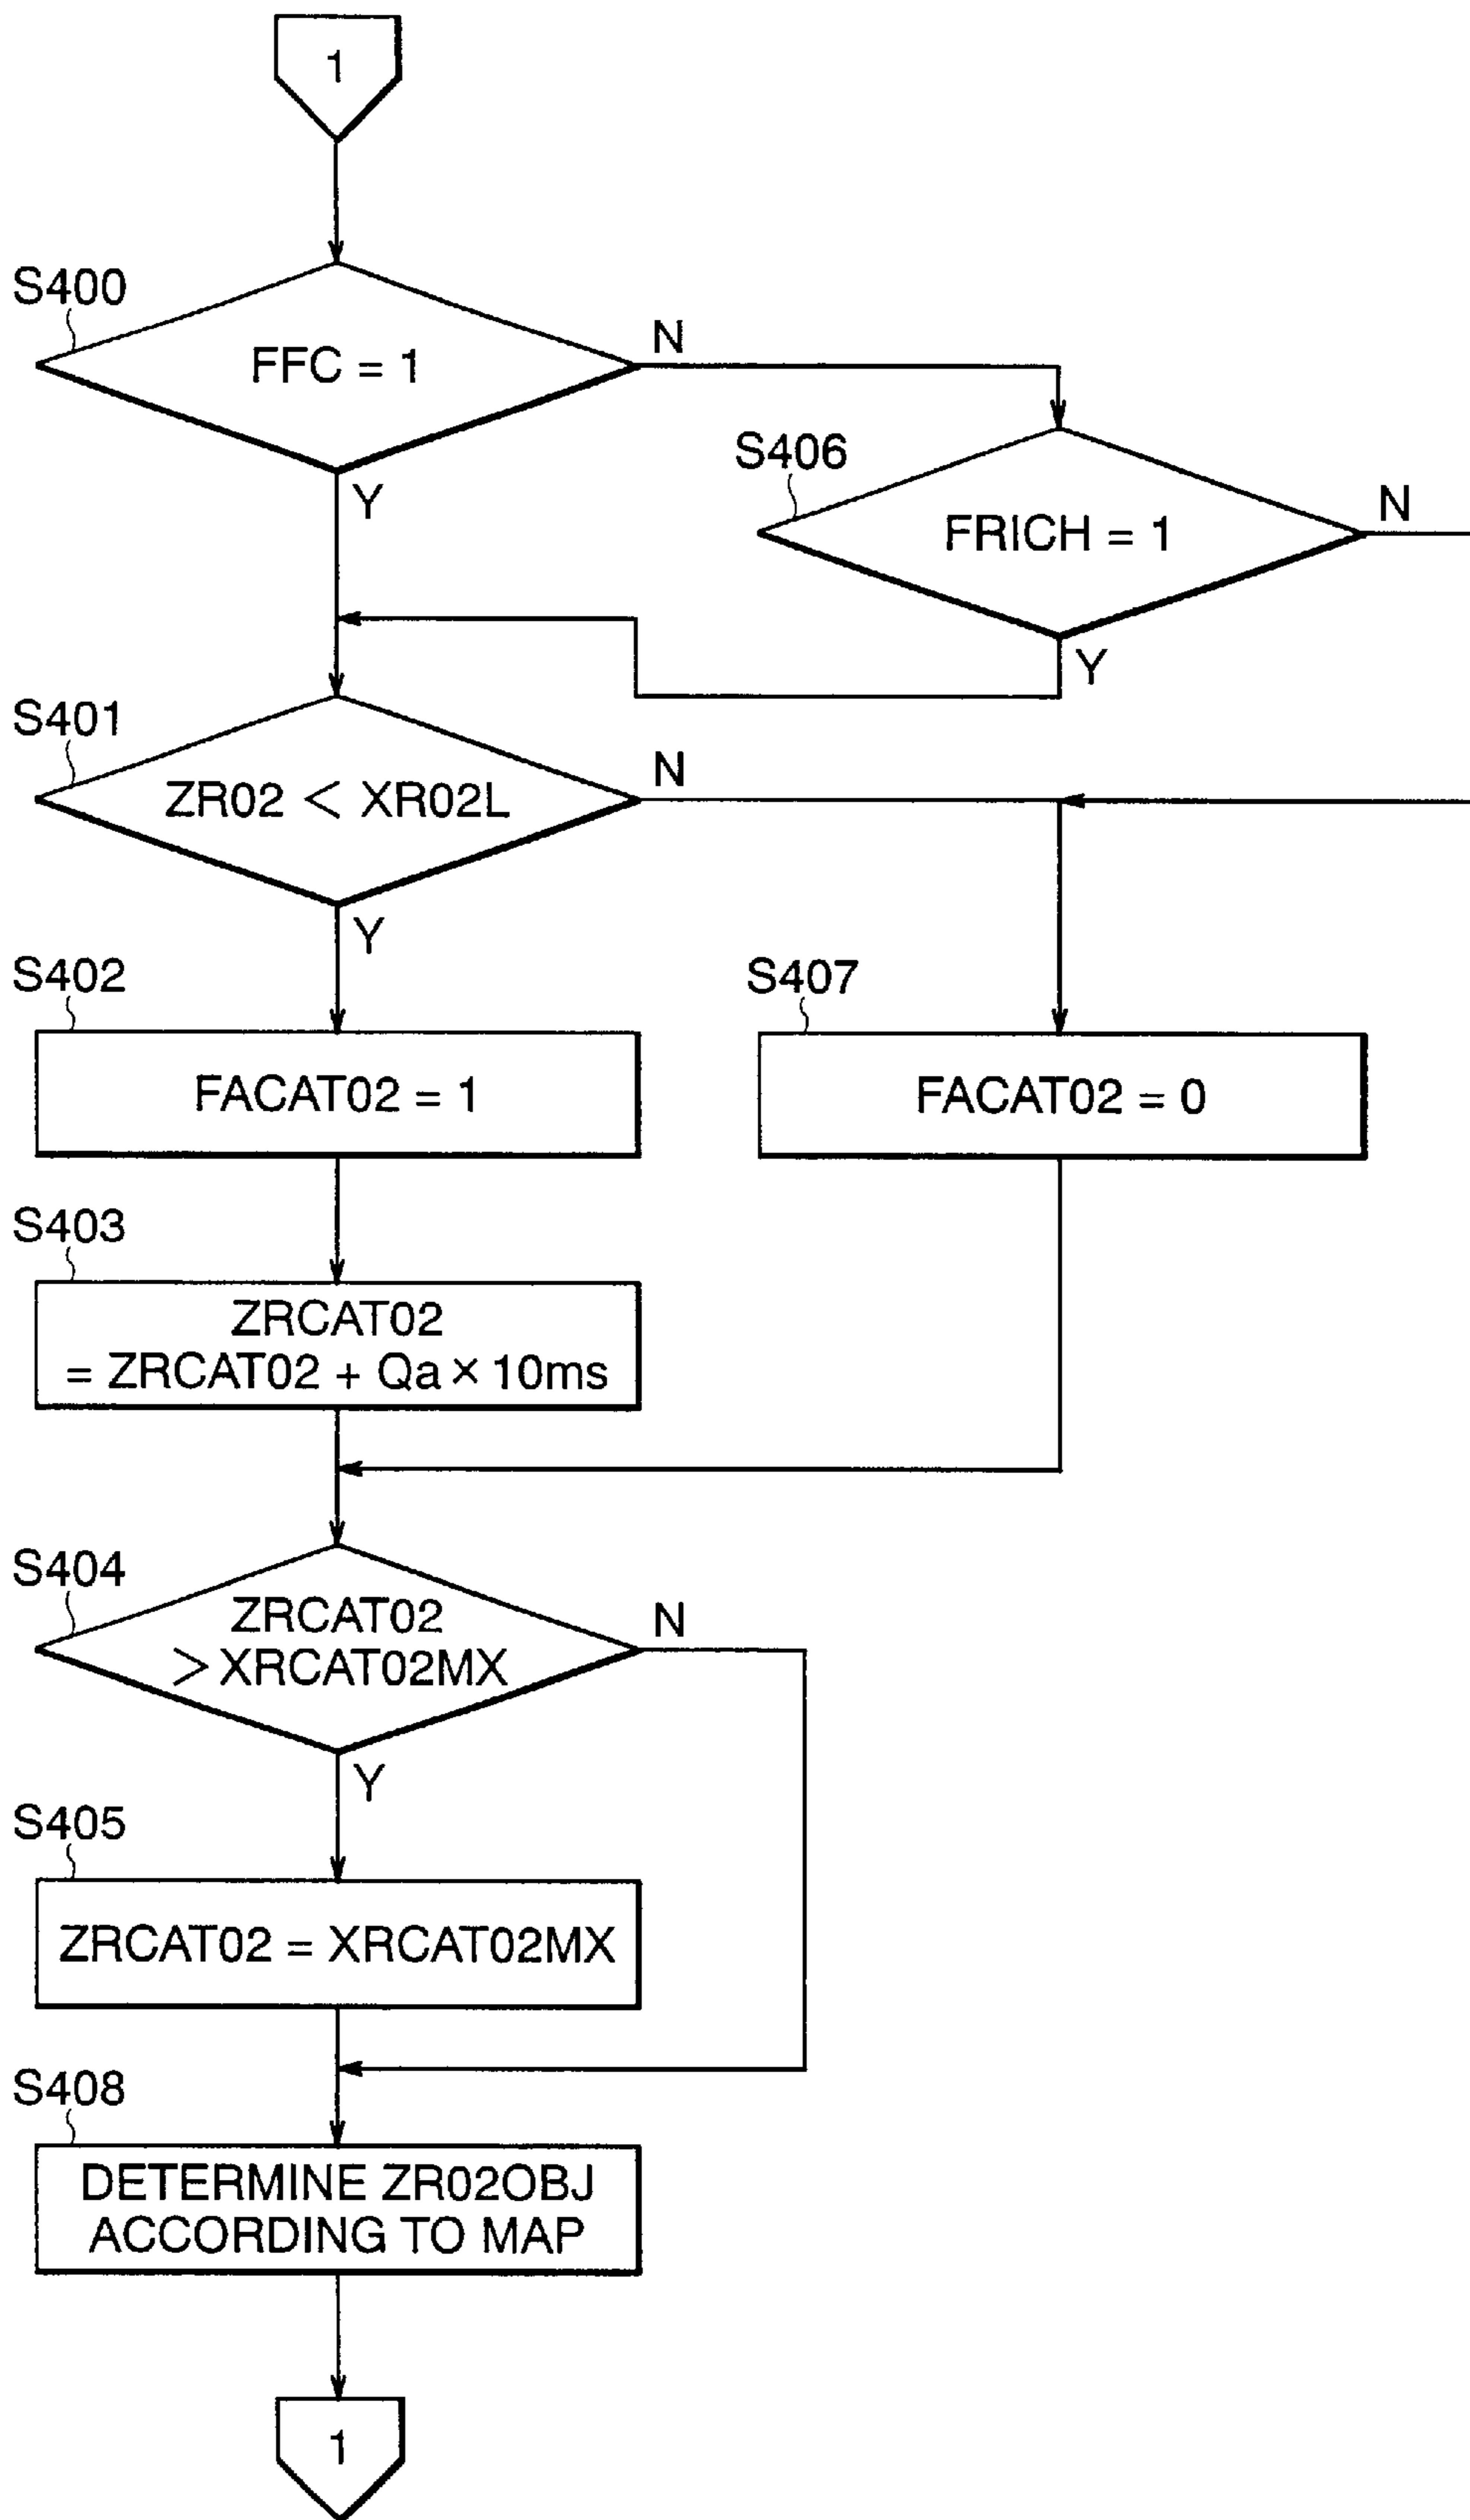 1
S400
FFC = 1
N
Y
S406
FRICH = 1
N
Y
S401
ZR02 < XR02L
N
Y
S402
FACAT02 = 1
S407
FACAT02 = 0
S403
ZRCAT02
= ZRCAT02 + Qa × 10ms
S404
ZRCAT02
> XRCAT02MX
N
Y
S405
ZRCAT02 = XRCAT02MX
S408
DETERMINE ZR02OBJ
ACCORDING TO MAP
1